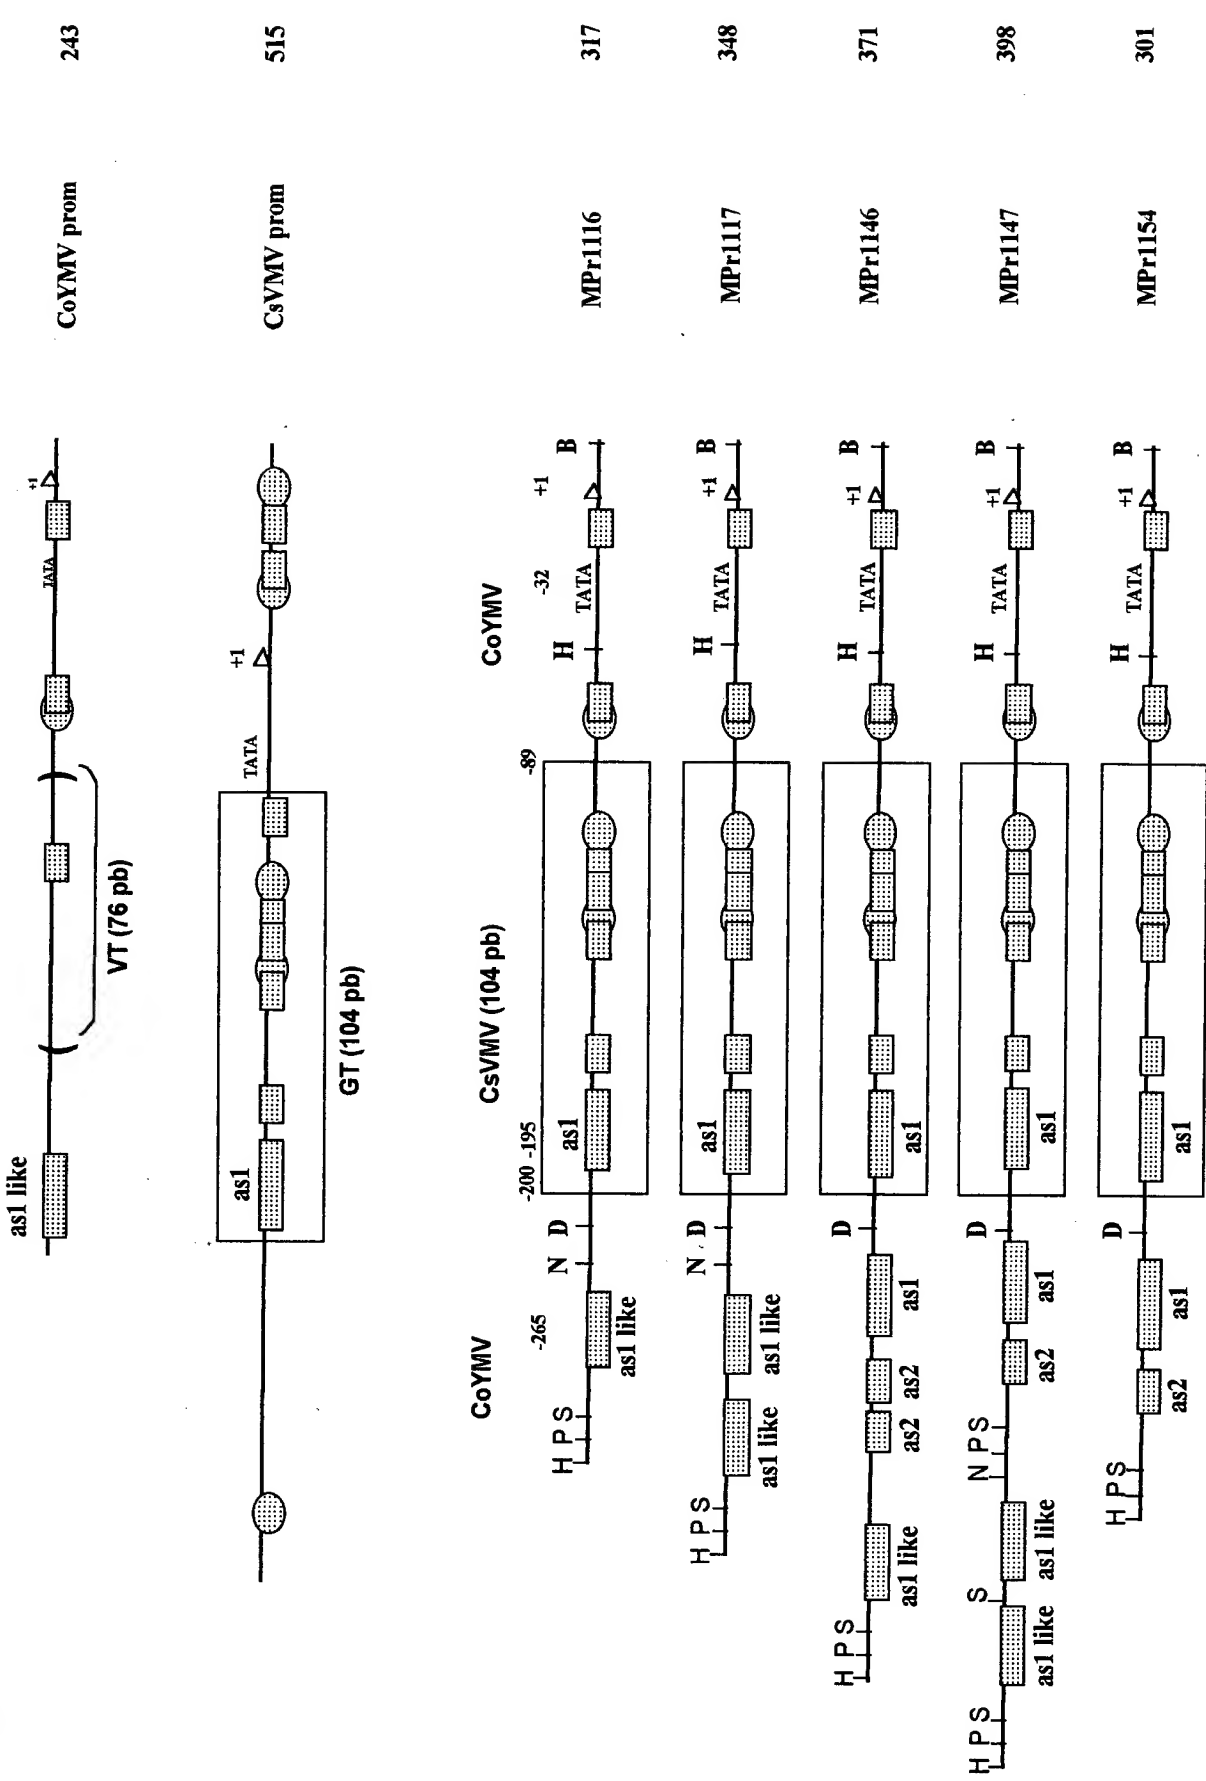 as1 like
TATA
+1
VT (76 pb)
CoYMV prom
243
as1
TATA
+1
GT (104 pb)
CsVMV prom
515
CoYMV
CsVMV (104 pb)
CoYMV
-265
-200 -195
-89
-32
+1
H P S
as1 like
N D
as1
H
TATA
B
MPr1116
317
H P S
as1 like
as1 like
N D
as1
H
TATA
+1
B
MPr1117
348
H P S
as1 like
as2
as2
as1
D
as1
H
TATA
+1
B
MPr1146
371
H P S
as1 like
S
as1 like
N P S
as2
as1
D
as1
H
TATA
+1
B
MPr1147
398
H P S
as2
as1
D
as1
H
TATA
+1
B
MPr1154
301